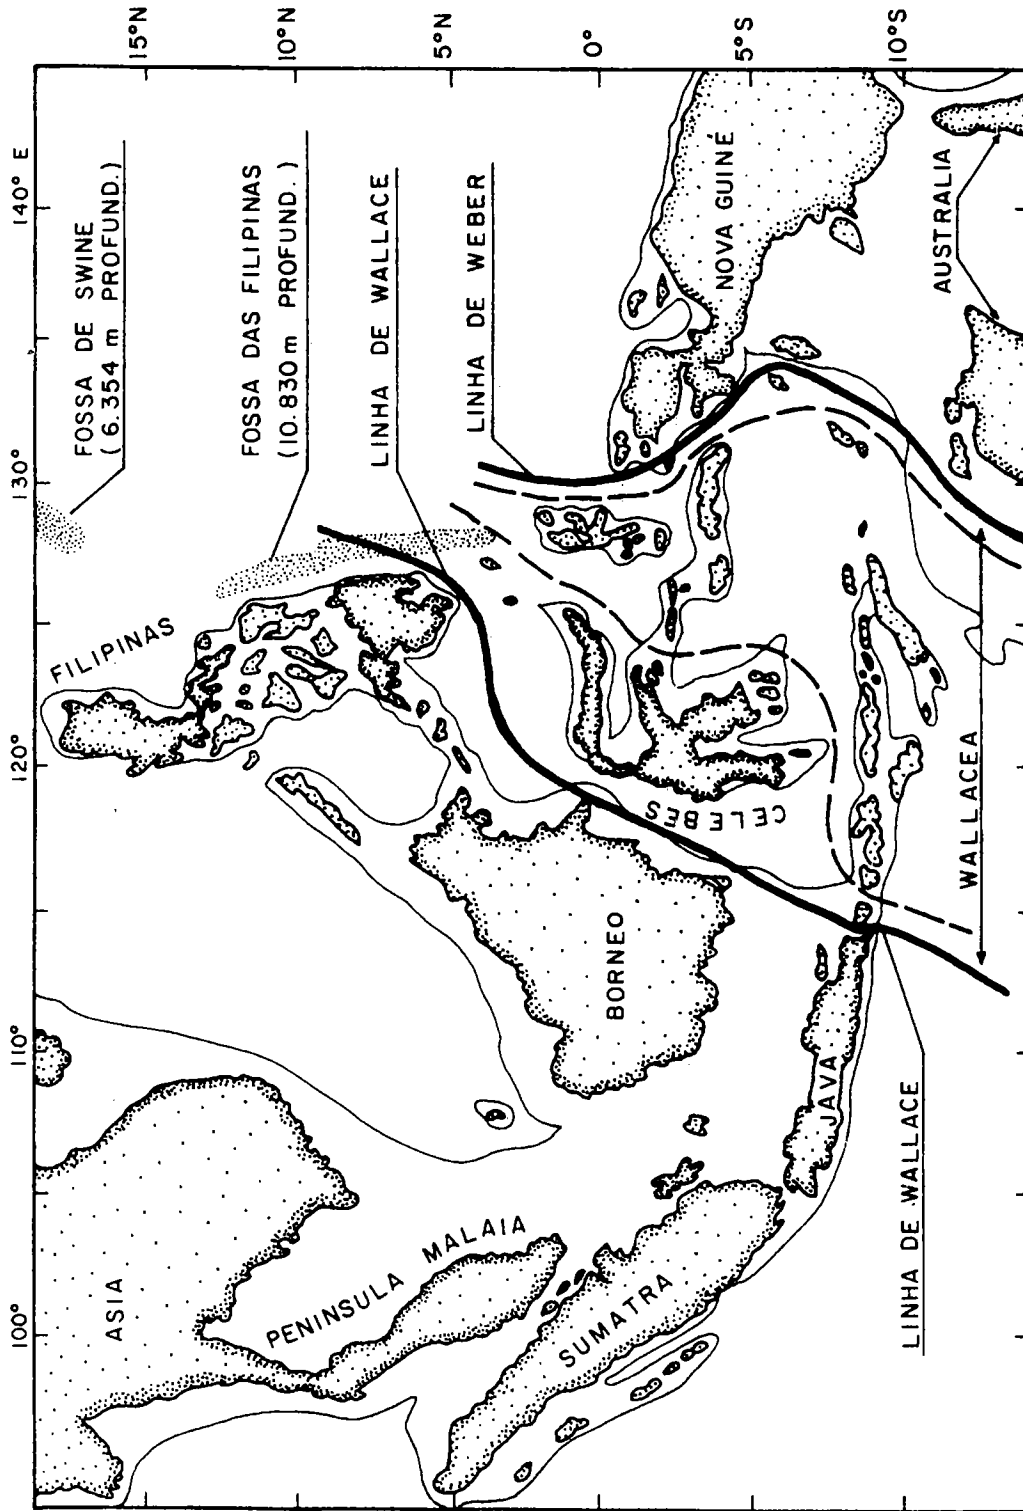 100°
110°
120°
130°
140° E
15°N
10°N
5°N
0°
5°S
10°S
FOSSA DE SWINE
(6.354 m PROFUND.)
FOSSA DAS FILIPINAS
(10.830 m PROFUND.)
LINHA DE WALLACE
LINHA DE WEBER
FILIPINAS
ASIA
PENINSULA MALAIA
SUMATRA
BORNEO
JAVA
CELEBES
NOVA GUINÉ
AUSTRALIA
WALLACEA
LINHA DE WALLACE